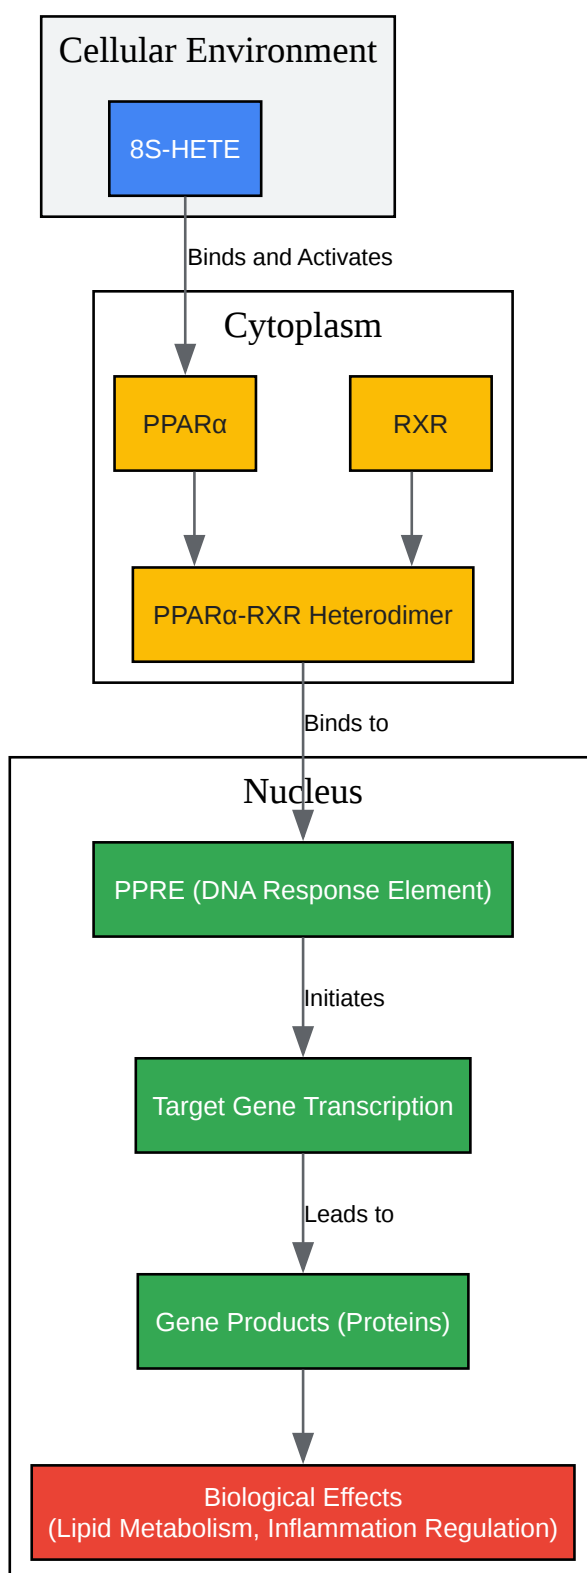 Cellular Environment
8S-HETE
Binds and Activates
Cytoplasm
PPARα
RXR
PPARα-RXR Heterodimer
Binds to
Nucleus
PPRE (DNA Response Element)
Initiates
Target Gene Transcription
Leads to
Gene Products (Proteins)
Biological Effects
(Lipid Metabolism, Inflammation Regulation)